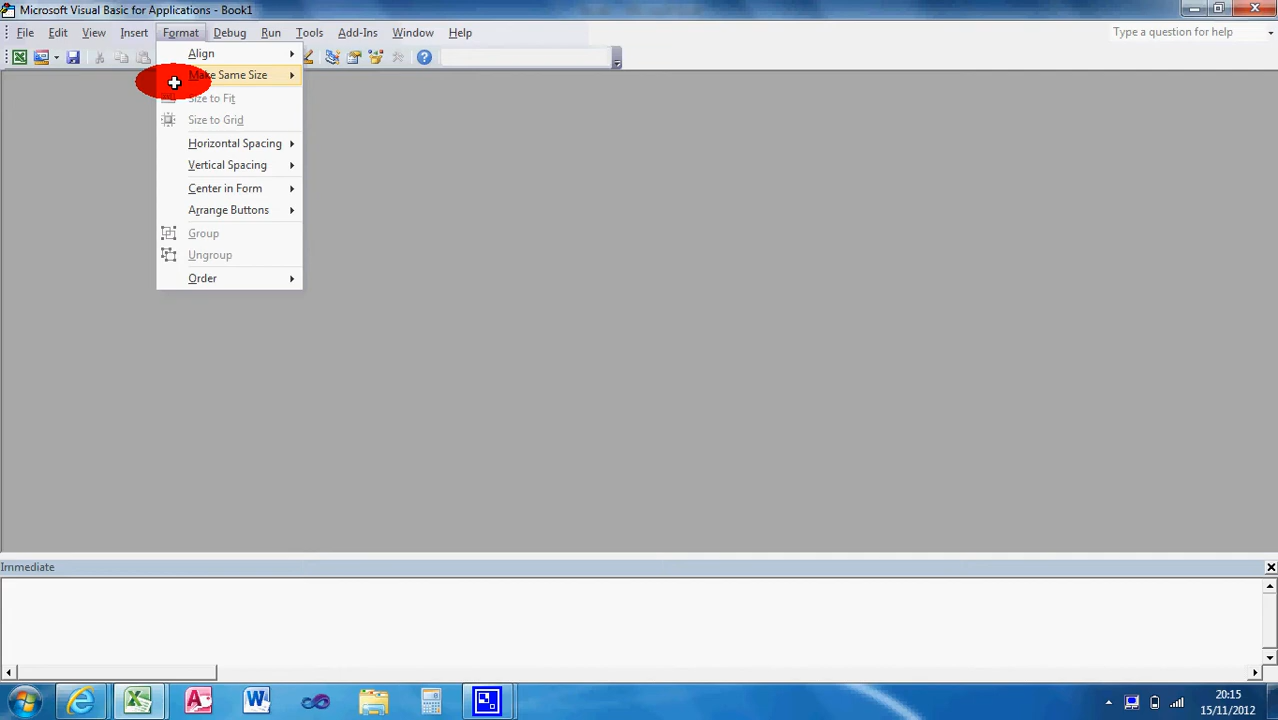 Microsoft Visual Basic for Applications - Book1
File Edit View Insert Format Debug Run Tools Add-Ins Window Help
Type a question for help
Align
Make Same Size
Size to Fit
Size to Grid
Horizontal Spacing
Vertical Spacing
Center in Form
Arrange Buttons
Group
Ungroup
Order
Immediate
20:15
15/11/2012